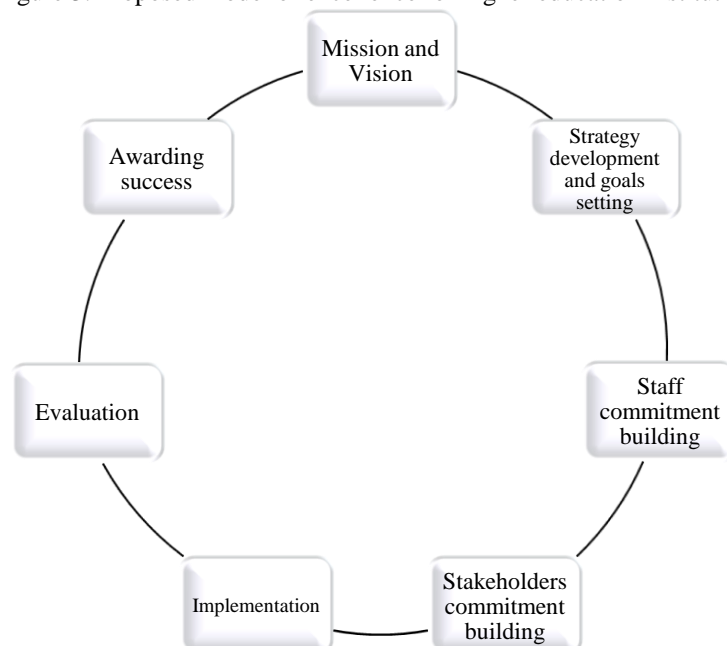 Mission and
Vision
Strategy
development
and goals
setting
Staff
commitment
building
Stakeholders
commitment
building
Implementation
Evaluation
Awarding
success